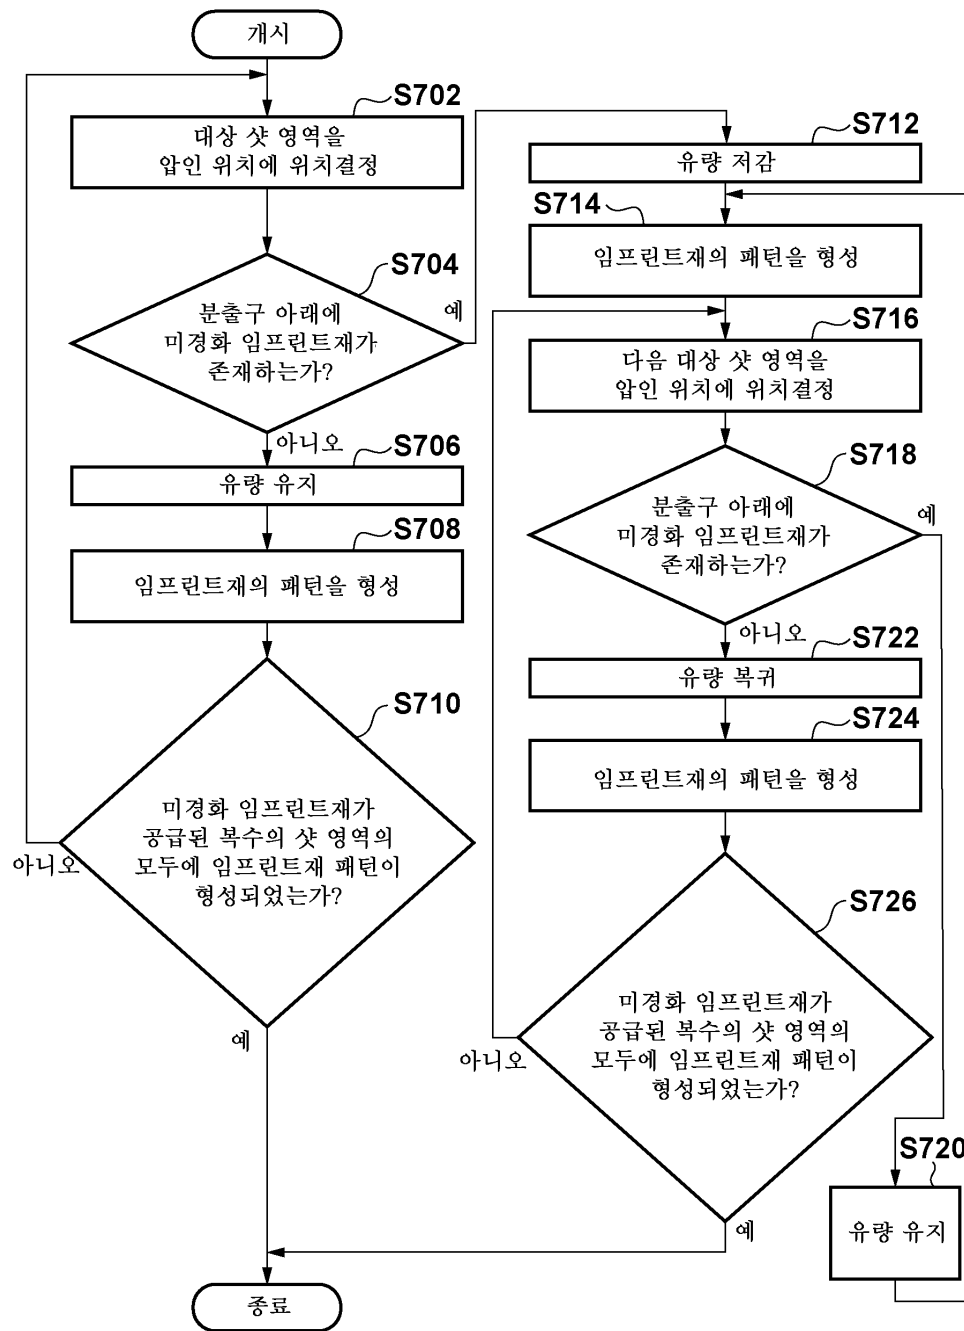 개시
S702
대상 샷 영역을
압인 위치에 위치결정
S704
분출구 아래에
미경화 임프린트재가
존재하는가?
예
아니오
S706
유량 유지
S708
임프린트재의 패턴을 형성
S710
미경화 임프린트재가
공급된 복수의 샷 영역의
모두에 임프린트재 패턴이
형성되었는가?
아니오
예
종료
S712
유량 저감
S714
임프린트재의 패턴을 형성
S716
다음 대상 샷 영역을
압인 위치에 위치결정
S718
분출구 아래에
미경화 임프린트재가
존재하는가?
예
아니오
S722
유량 복귀
S724
임프린트재의 패턴을 형성
S726
미경화 임프린트재가
공급된 복수의 샷 영역의
모두에 임프린트재 패턴이
형성되었는가?
아니오
예
S720
유량 유지